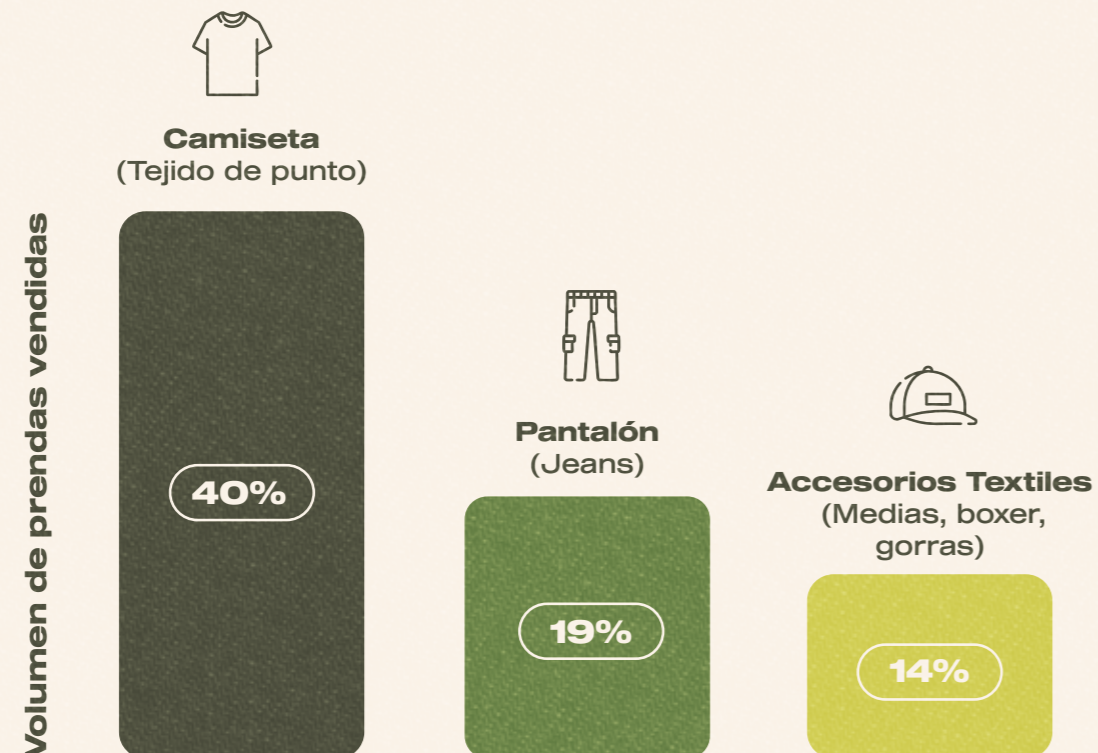 Volumen de prendas vendidas
Camiseta
(Tejido de punto)
40%
Pantalón
(Jeans)
19%
Accesorios Textiles
(Medias, boxer,
gorras)
14%